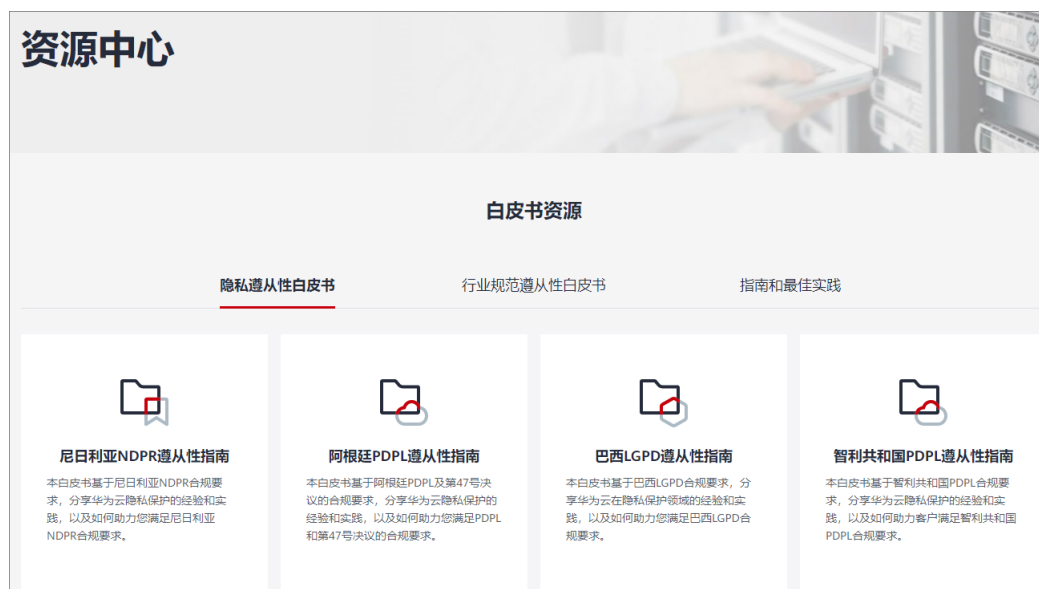 资源中心
白皮书资源
隐私遵从性白皮书
行业规范遵从性白皮书
指南和最佳实践
尼日利亚NDPR遵从性指南
本白皮书基于尼日利亚NDPR合规要
求，分享华为云隐私保护的经验和实
践，以及如何助力您满足尼日利亚
NDPR合规要求。
阿根廷PDPL遵从性指南
本白皮书基于阿根廷PDPL及第47号决
议的合规要求，分享华为云隐私保护的
经验和实践，以及如何助力您满足PDPL
和第47号决议的合规要求。
巴西LGPD遵从性指南
本白皮书基于巴西LGPD合规要求，分
享华为云在隐私保护领域的经验和实
践，以及如何助力您满足巴西LGPD合
规要求。
智利共和国PDPL遵从性指南
本白皮书基于智利共和国PDPL合规要
求，分享华为云隐私保护的经验和实
践，以及如何助力客户满足智利共和国
PDPL合规要求。